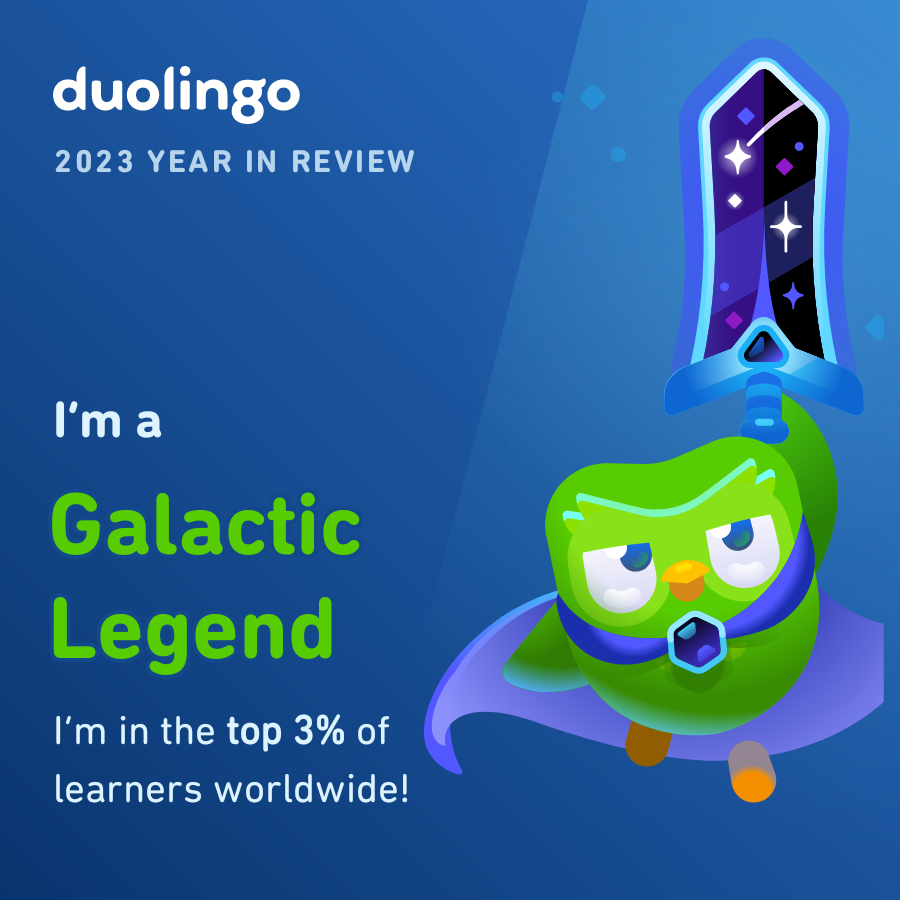 duolingo
2023 YEAR IN REVIEW
I'm a
Galactic
Legend
I'm in the top 3% of
learners worldwide!